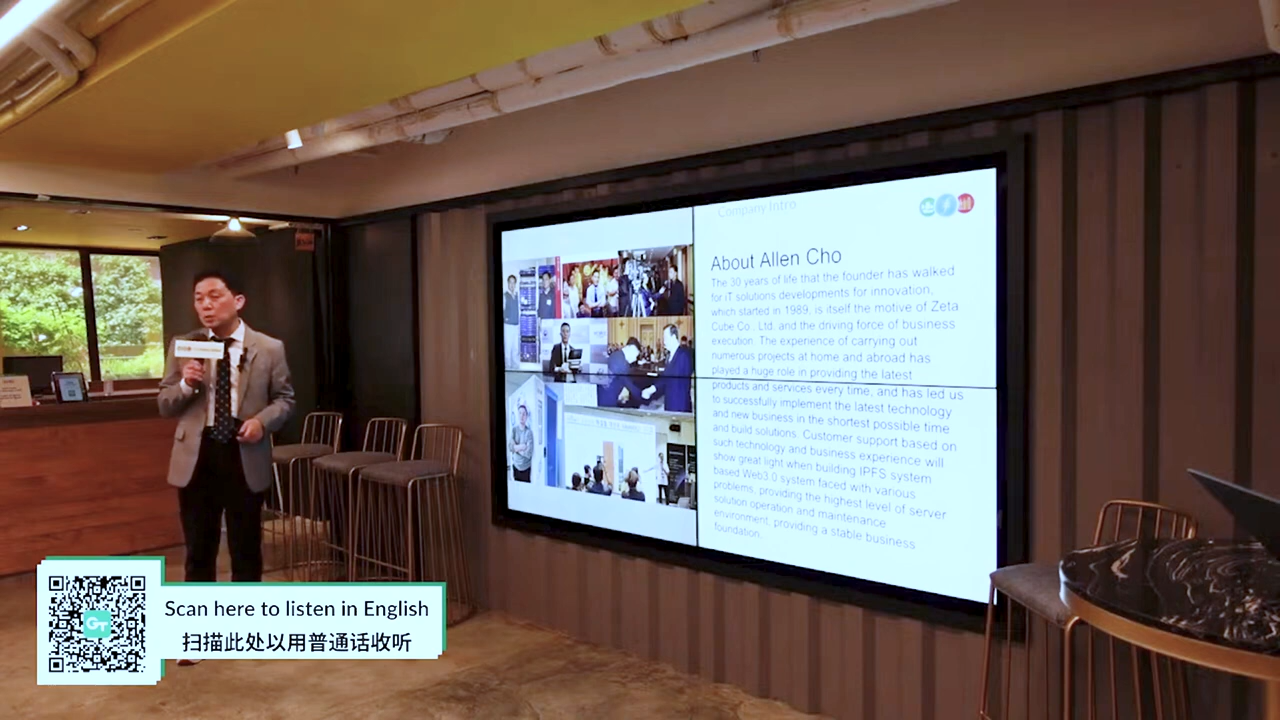 Company Intro
About Allen Cho
The 30 years of life that the founder has walked
for iT solutions developments for innovation,
which started in 1989, is itself the motive of Zeta
Cube Co., Ltd. and the driving force of business
execution. The experience of carrying out
numerous projects at home and abroad has
played a huge role in providing the latest
products and services every time, and has led us
to successfully implement the latest technology
and new business in the shortest possible time
and build solutions. Customer support based on
such technology and business experience will
show great light when building IPFS system
based Web3.0 system faced with various
problems, providing the highest level of server
solution operation and maintenance
environment, providing a stable business
foundation.
GT
Scan here to listen in English
扫描此处以用普通话收听